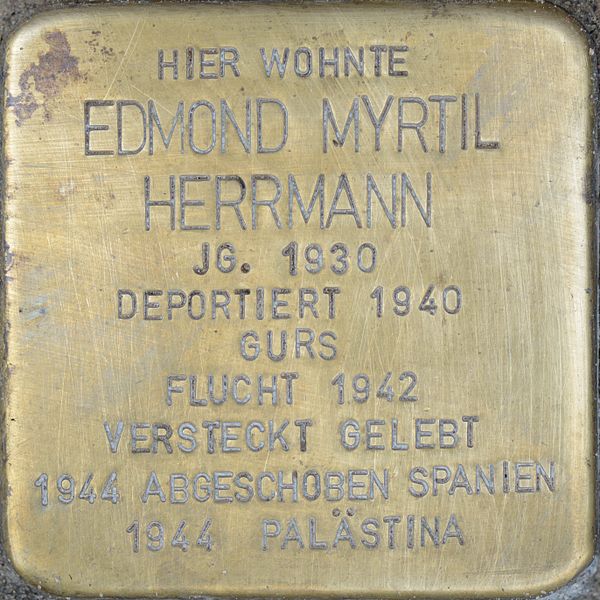 HIER WOHNTE
EDMOND MYRTIL
HERRMANN
JG. 1930
DEPORTIERT 1940
GURS
FLUCHT 1942
VERSTECKT GELEBT
1944 ABGESCHOBEN SPANIEN
1944 PALÄSTINA